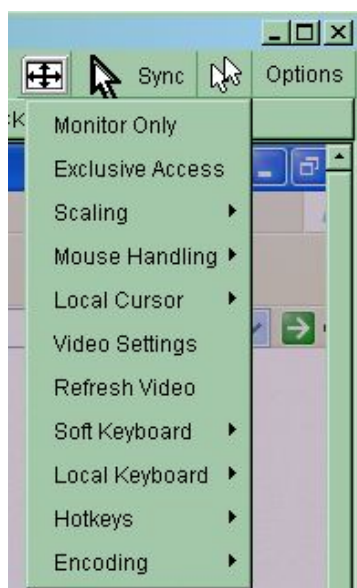 Sync Options
K
Monitor Only
Exclusive Access
Scaling
Mouse Handling
Local Cursor
Video Settings
Refresh Video
Soft Keyboard
Local Keyboard
Hotkeys
Encoding